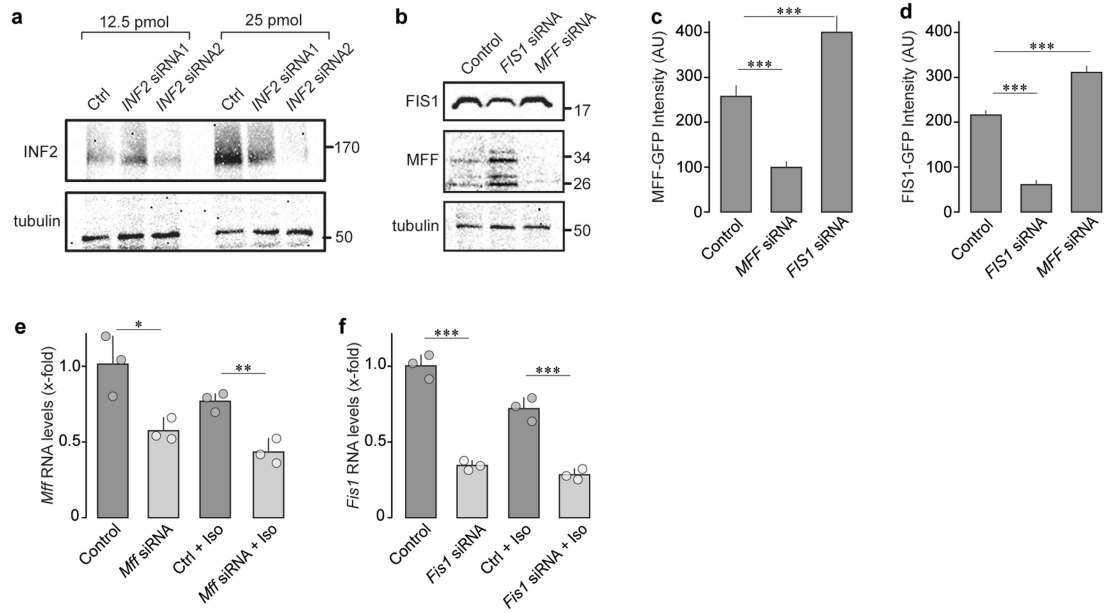 a
12.5 pmol
25 pmol
Ctrl
INF2 siRNA1
INF2 siRNA2
Ctrl
INF2 siRNA1
INF2 siRNA2
INF2
170
tubulin
50
b
Control
FIS1 siRNA
MFF siRNA
FIS1
17
MFF
34
26
tubulin
50
c
MFF-GFP Intensity (AU)
400
300
200
100
0
***
***
Control
MFF siRNA
FIS1 siRNA
d
FIS1-GFP Intensity (AU)
400
300
200
100
0
***
***
Control
FIS1 siRNA
MFF siRNA
e
Mff RNA levels (x-fold)
1.0
0.5
0
*
**
Control
Mff siRNA
Ctrl + Iso
Mff siRNA + Iso
f
Fis1 RNA levels (x-fold)
1.0
0.5
0
***
***
Control
Fis1 siRNA
Ctrl + Iso
Fis1 siRNA + Iso